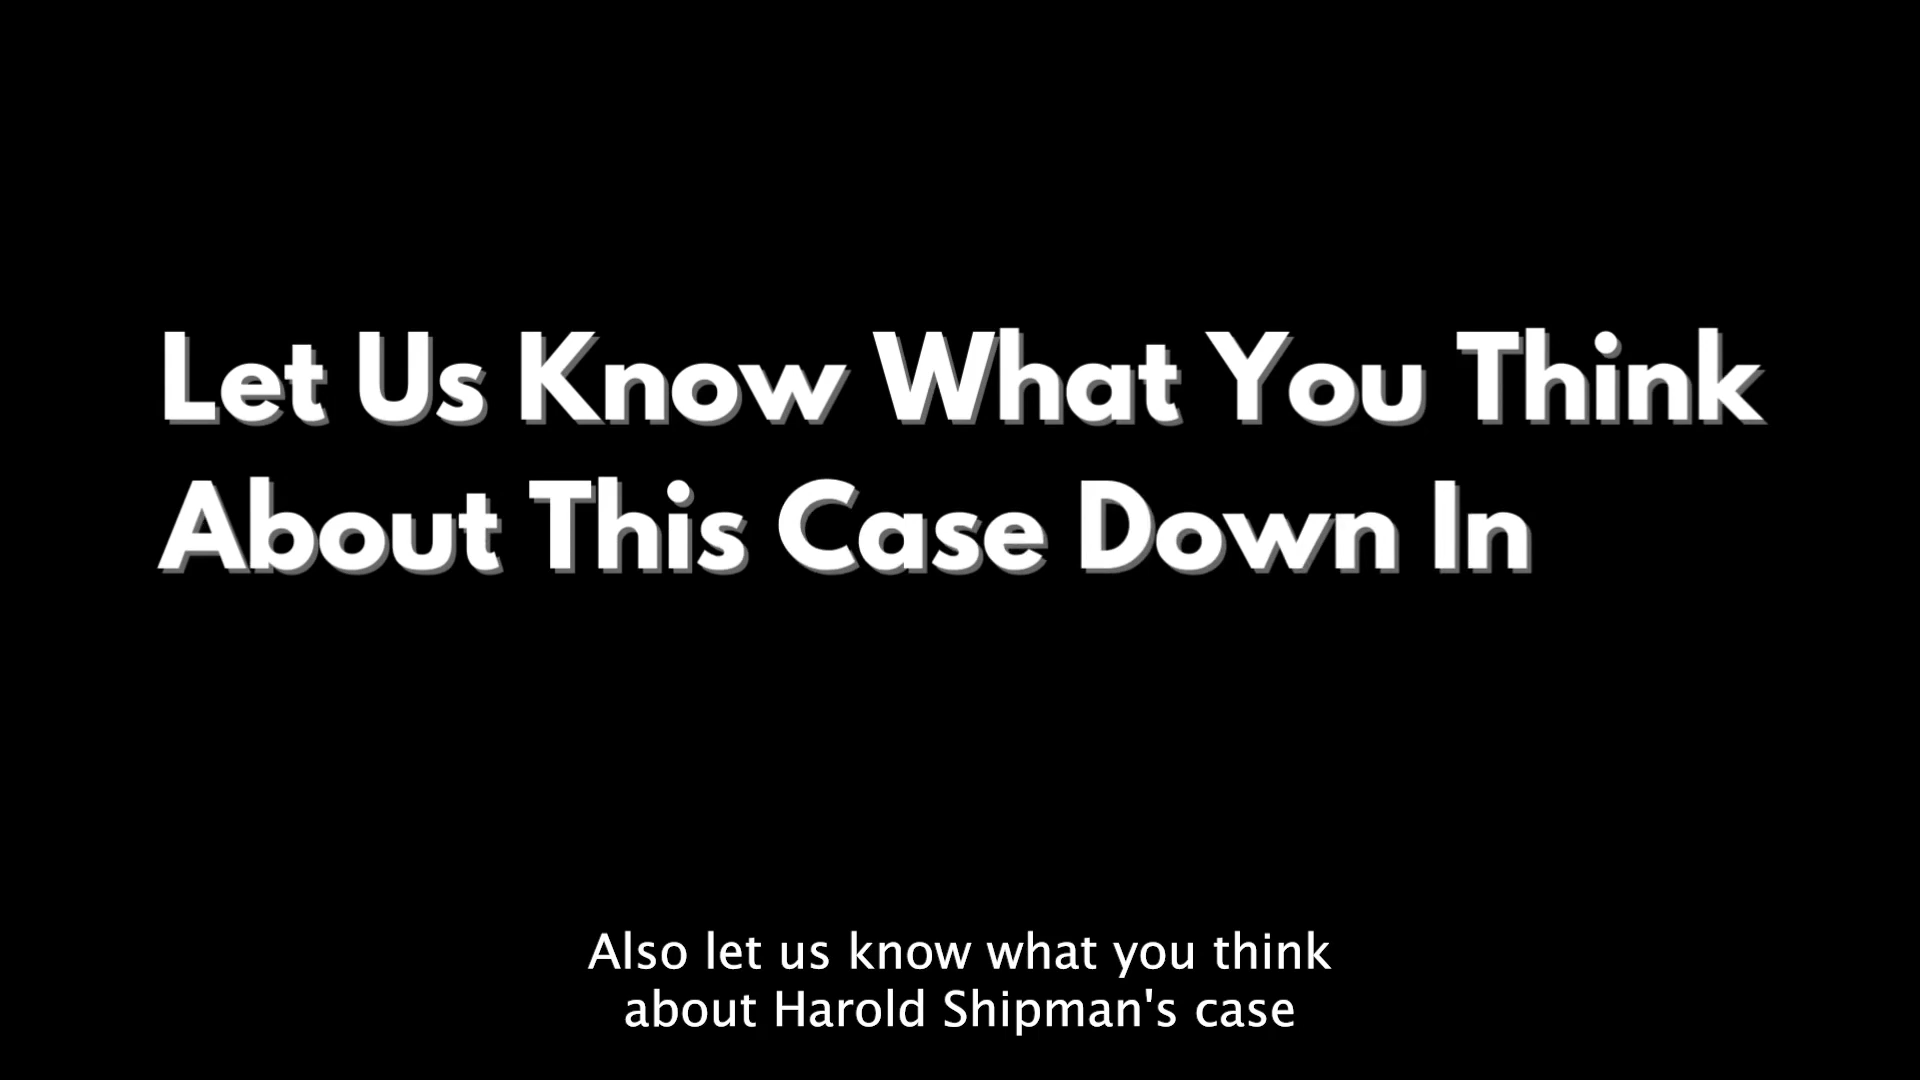 Let Us Know What You Think
About This Case Down In
Also let us know what you think
about Harold Shipman's case